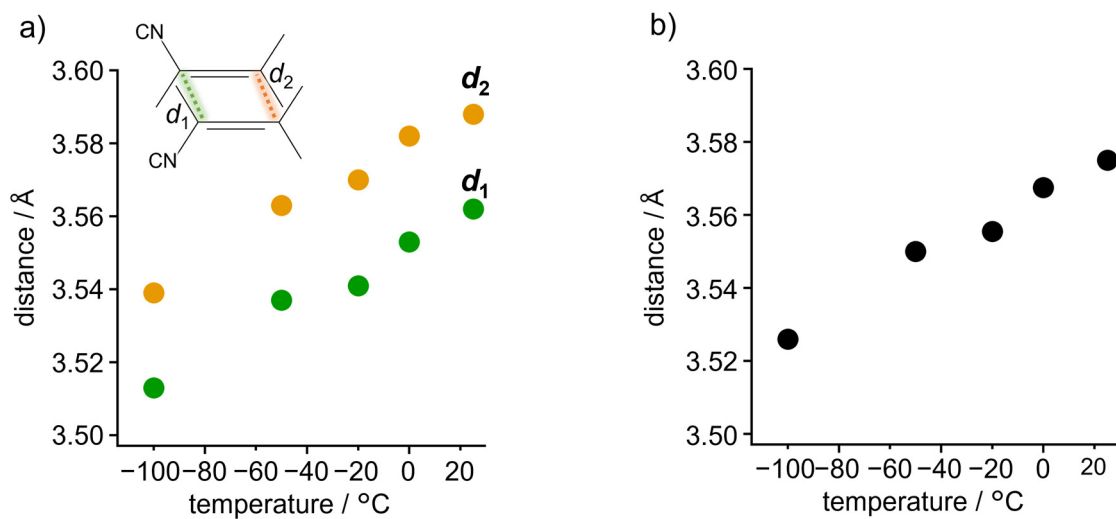 a)
CN
d₂
d₁
CN
d₂
d₁
3.60
3.58
3.56
3.54
3.52
3.50
distance / Å
−100 −80 −60 −40 −20 0 20
temperature / °C
b)
3.60
3.58
3.56
3.54
3.52
3.50
distance / Å
−100 −80 −60 −40 −20 0 20
temperature / °C